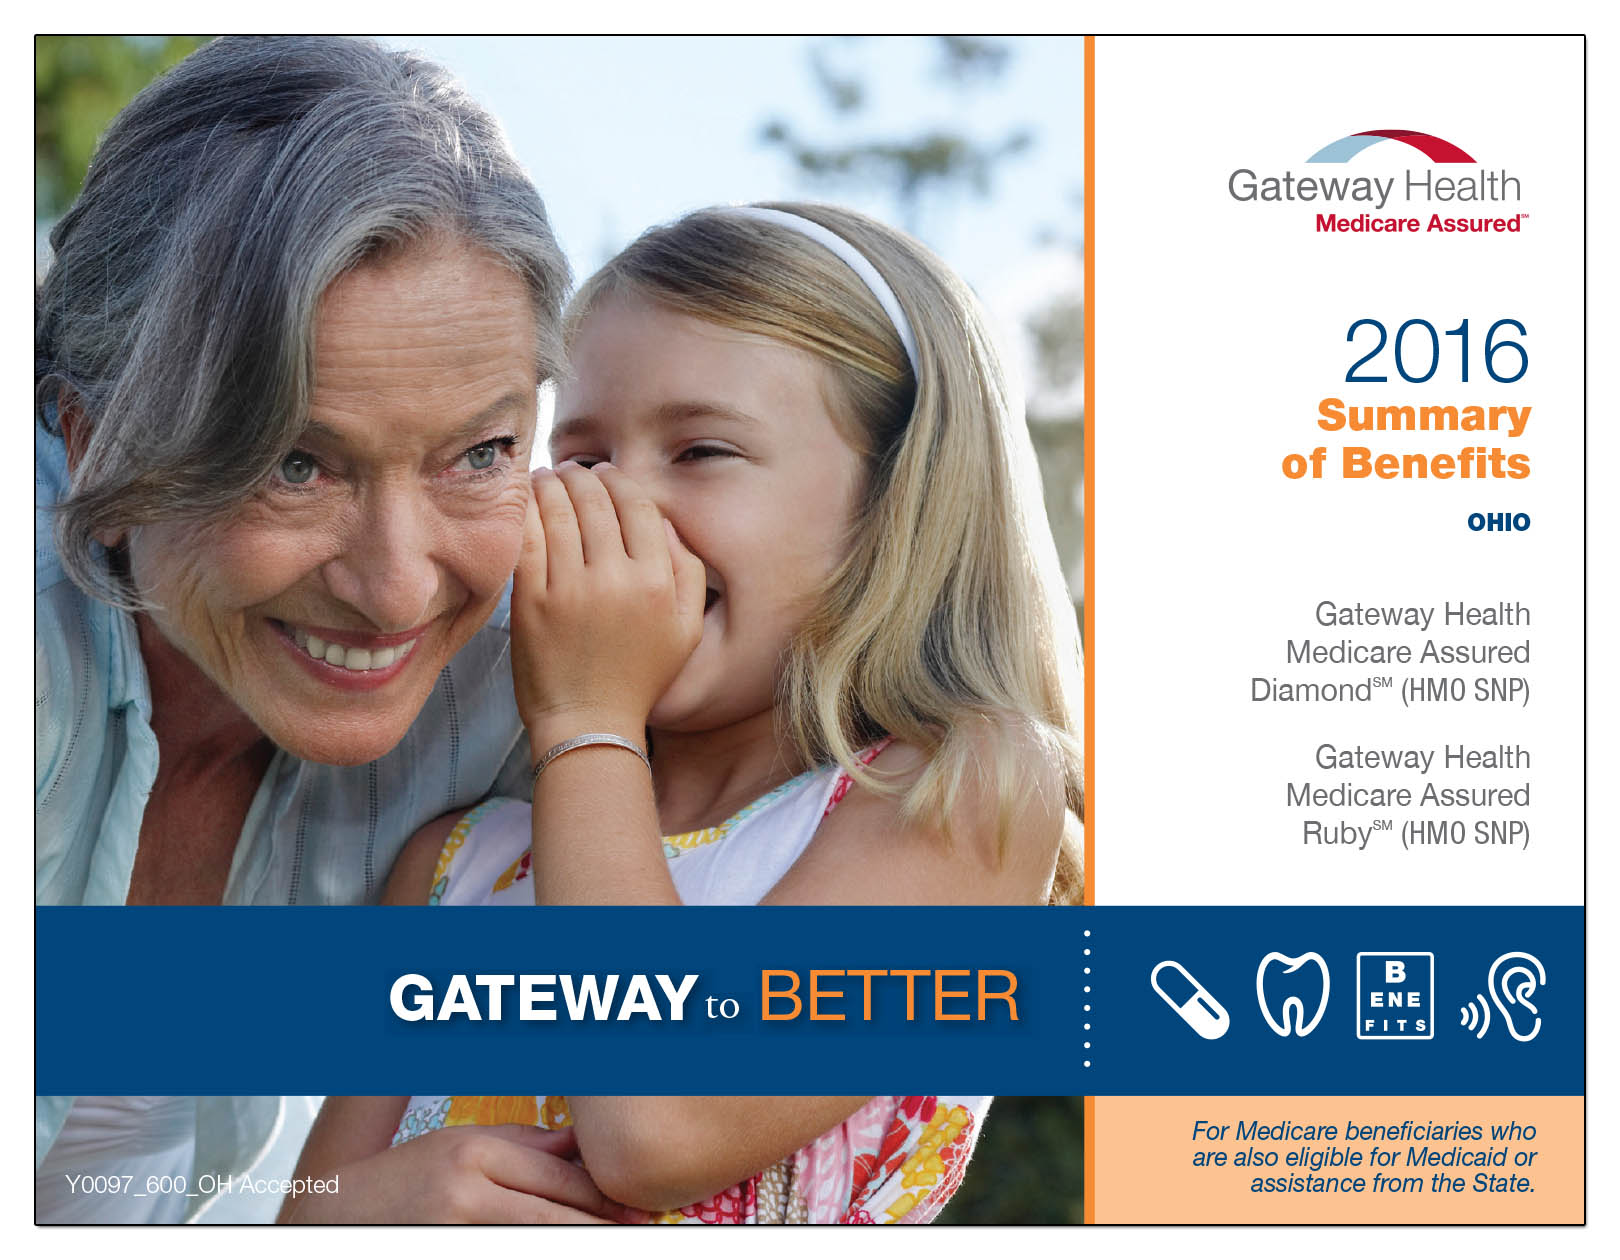 Gateway Health
Medicare Assured℠
2016
Summary
of Benefits
OHIO
Gateway Health
Medicare Assured
Diamond℠ (HMO SNP)
Gateway Health
Medicare Assured
Ruby℠ (HMO SNP)
GATEWAY to BETTER
B
ENE
FITS
For Medicare beneficiaries who
are also eligible for Medicaid or
assistance from the State.
Y0097_600_OH Accepted